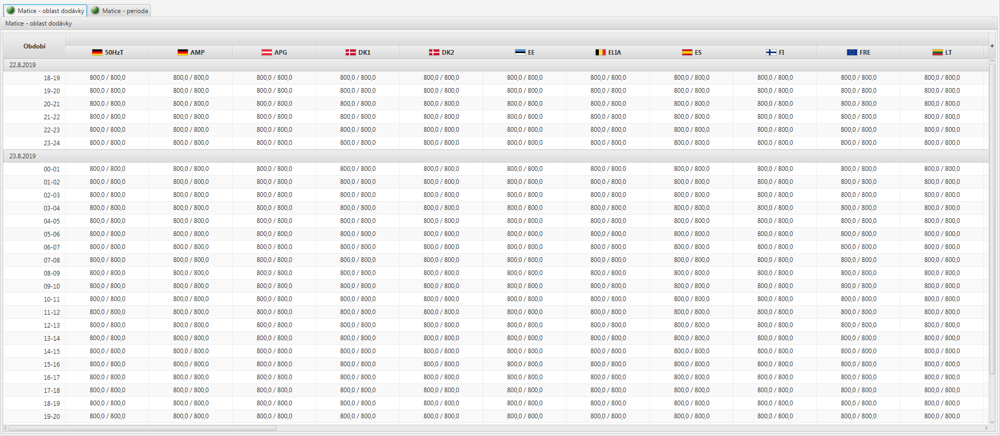 Matice - oblast dodávky Matice - perioda
Matice - oblast dodávky
Období 50HzT AMP APG DK1 DK2 EE ELIA ES FI FRE LT
22.8.2019
18-19 800,0 / 800,0 800,0 / 800,0 800,0 / 800,0 800,0 / 800,0 800,0 / 800,0 800,0 / 800,0 800,0 / 800,0 800,0 / 800,0 800,0 / 800,0 800,0 / 800,0 800,0 / 800,0
19-20 800,0 / 800,0 800,0 / 800,0 800,0 / 800,0 800,0 / 800,0 800,0 / 800,0 800,0 / 800,0 800,0 / 800,0 800,0 / 800,0 800,0 / 800,0 800,0 / 800,0 800,0 / 800,0
20-21 800,0 / 800,0 800,0 / 800,0 800,0 / 800,0 800,0 / 800,0 800,0 / 800,0 800,0 / 800,0 800,0 / 800,0 800,0 / 800,0 800,0 / 800,0 800,0 / 800,0 800,0 / 800,0
21-22 800,0 / 800,0 800,0 / 800,0 800,0 / 800,0 800,0 / 800,0 800,0 / 800,0 800,0 / 800,0 800,0 / 800,0 800,0 / 800,0 800,0 / 800,0 800,0 / 800,0 800,0 / 800,0
22-23 800,0 / 800,0 800,0 / 800,0 800,0 / 800,0 800,0 / 800,0 800,0 / 800,0 800,0 / 800,0 800,0 / 800,0 800,0 / 800,0 800,0 / 800,0 800,0 / 800,0 800,0 / 800,0
23-24 800,0 / 800,0 800,0 / 800,0 800,0 / 800,0 800,0 / 800,0 800,0 / 800,0 800,0 / 800,0 800,0 / 800,0 800,0 / 800,0 800,0 / 800,0 800,0 / 800,0 800,0 / 800,0
23.8.2019
00-01 800,0 / 800,0 800,0 / 800,0 800,0 / 800,0 800,0 / 800,0 800,0 / 800,0 800,0 / 800,0 800,0 / 800,0 800,0 / 800,0 800,0 / 800,0 800,0 / 800,0 800,0 / 800,0
01-02 800,0 / 800,0 800,0 / 800,0 800,0 / 800,0 800,0 / 800,0 800,0 / 800,0 800,0 / 800,0 800,0 / 800,0 800,0 / 800,0 800,0 / 800,0 800,0 / 800,0 800,0 / 800,0
02-03 800,0 / 800,0 800,0 / 800,0 800,0 / 800,0 800,0 / 800,0 800,0 / 800,0 800,0 / 800,0 800,0 / 800,0 800,0 / 800,0 800,0 / 800,0 800,0 / 800,0 800,0 / 800,0
03-04 800,0 / 800,0 800,0 / 800,0 800,0 / 800,0 800,0 / 800,0 800,0 / 800,0 800,0 / 800,0 800,0 / 800,0 800,0 / 800,0 800,0 / 800,0 800,0 / 800,0 800,0 / 800,0
04-05 800,0 / 800,0 800,0 / 800,0 800,0 / 800,0 800,0 / 800,0 800,0 / 800,0 800,0 / 800,0 800,0 / 800,0 800,0 / 800,0 800,0 / 800,0 800,0 / 800,0 800,0 / 800,0
05-06 800,0 / 800,0 800,0 / 800,0 800,0 / 800,0 800,0 / 800,0 800,0 / 800,0 800,0 / 800,0 800,0 / 800,0 800,0 / 800,0 800,0 / 800,0 800,0 / 800,0 800,0 / 800,0
06-07 800,0 / 800,0 800,0 / 800,0 800,0 / 800,0 800,0 / 800,0 800,0 / 800,0 800,0 / 800,0 800,0 / 800,0 800,0 / 800,0 800,0 / 800,0 800,0 / 800,0 800,0 / 800,0
07-08 800,0 / 800,0 800,0 / 800,0 800,0 / 800,0 800,0 / 800,0 800,0 / 800,0 800,0 / 800,0 800,0 / 800,0 800,0 / 800,0 800,0 / 800,0 800,0 / 800,0 800,0 / 800,0
08-09 800,0 / 800,0 800,0 / 800,0 800,0 / 800,0 800,0 / 800,0 800,0 / 800,0 800,0 / 800,0 800,0 / 800,0 800,0 / 800,0 800,0 / 800,0 800,0 / 800,0 800,0 / 800,0
09-10 800,0 / 800,0 800,0 / 800,0 800,0 / 800,0 800,0 / 800,0 800,0 / 800,0 800,0 / 800,0 800,0 / 800,0 800,0 / 800,0 800,0 / 800,0 800,0 / 800,0 800,0 / 800,0
10-11 800,0 / 800,0 800,0 / 800,0 800,0 / 800,0 800,0 / 800,0 800,0 / 800,0 800,0 / 800,0 800,0 / 800,0 800,0 / 800,0 800,0 / 800,0 800,0 / 800,0 800,0 / 800,0
11-12 800,0 / 800,0 800,0 / 800,0 800,0 / 800,0 800,0 / 800,0 800,0 / 800,0 800,0 / 800,0 800,0 / 800,0 800,0 / 800,0 800,0 / 800,0 800,0 / 800,0 800,0 / 800,0
12-13 800,0 / 800,0 800,0 / 800,0 800,0 / 800,0 800,0 / 800,0 800,0 / 800,0 800,0 / 800,0 800,0 / 800,0 800,0 / 800,0 800,0 / 800,0 800,0 / 800,0 800,0 / 800,0
13-14 800,0 / 800,0 800,0 / 800,0 800,0 / 800,0 800,0 / 800,0 800,0 / 800,0 800,0 / 800,0 800,0 / 800,0 800,0 / 800,0 800,0 / 800,0 800,0 / 800,0 800,0 / 800,0
14-15 800,0 / 800,0 800,0 / 800,0 800,0 / 800,0 800,0 / 800,0 800,0 / 800,0 800,0 / 800,0 800,0 / 800,0 800,0 / 800,0 800,0 / 800,0 800,0 / 800,0 800,0 / 800,0
15-16 800,0 / 800,0 800,0 / 800,0 800,0 / 800,0 800,0 / 800,0 800,0 / 800,0 800,0 / 800,0 800,0 / 800,0 800,0 / 800,0 800,0 / 800,0 800,0 / 800,0 800,0 / 800,0
16-17 800,0 / 800,0 800,0 / 800,0 800,0 / 800,0 800,0 / 800,0 800,0 / 800,0 800,0 / 800,0 800,0 / 800,0 800,0 / 800,0 800,0 / 800,0 800,0 / 800,0 800,0 / 800,0
17-18 800,0 / 800,0 800,0 / 800,0 800,0 / 800,0 800,0 / 800,0 800,0 / 800,0 800,0 / 800,0 800,0 / 800,0 800,0 / 800,0 800,0 / 800,0 800,0 / 800,0 800,0 / 800,0
18-19 800,0 / 800,0 800,0 / 800,0 800,0 / 800,0 800,0 / 800,0 800,0 / 800,0 800,0 / 800,0 800,0 / 800,0 800,0 / 800,0 800,0 / 800,0 800,0 / 800,0 800,0 / 800,0
19-20 800,0 / 800,0 800,0 / 800,0 800,0 / 800,0 800,0 / 800,0 800,0 / 800,0 800,0 / 800,0 800,0 / 800,0 800,0 / 800,0 800,0 / 800,0 800,0 / 800,0 800,0 / 800,0